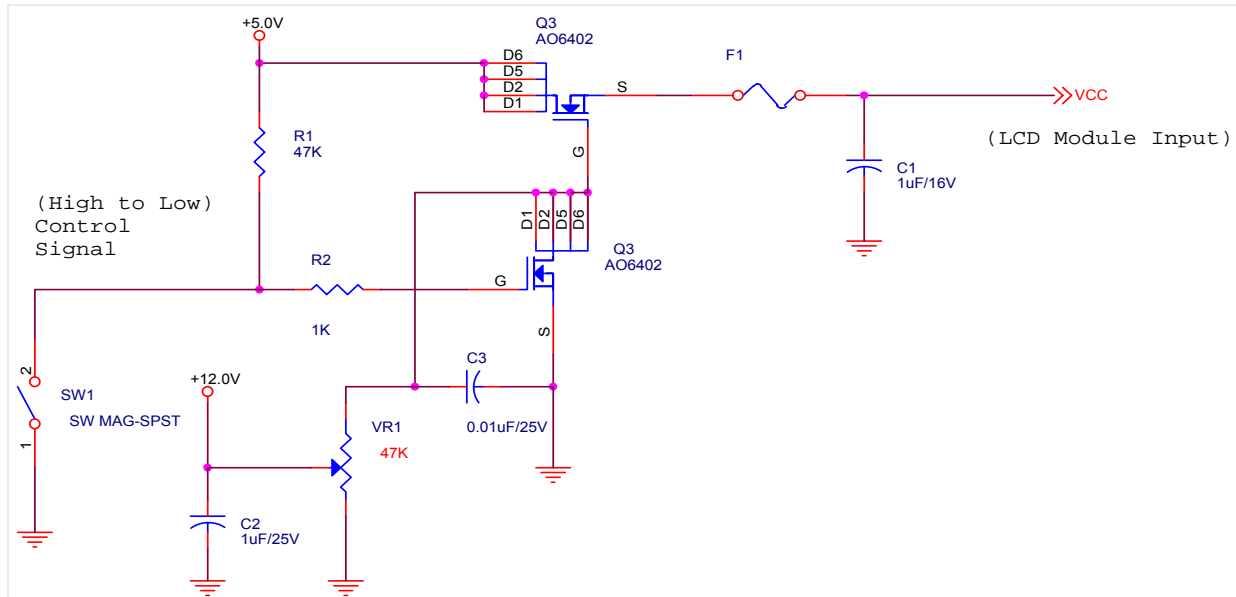 +5.0V
Q3
AO6402
F1
D6
D5
D2
D1
S
G
VCC
(LCD Module Input)
R1
47K
C1
1uF/16V
(High to Low)
Control
Signal
D1
D2
D5
D6
Q3
AO6402
R2
1K
G
S
2
SW1
SW MAG-SPST
1
+12.0V
C3
0.01uF/25V
VR1
47K
C2
1uF/25V